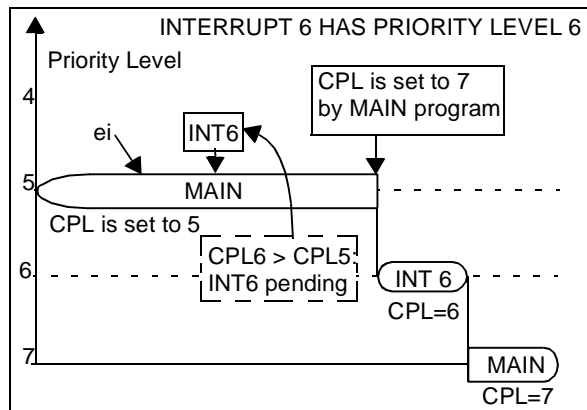 INTERRUPT 6 HAS PRIORITY LEVEL 6
Priority Level
CPL is set to 7
by MAIN program
4
ei
INT6
5
MAIN
CPL is set to 5
CPL6 > CPL5:
INT6 pending
6
INT 6
CPL=6
7
MAIN
CPL=7